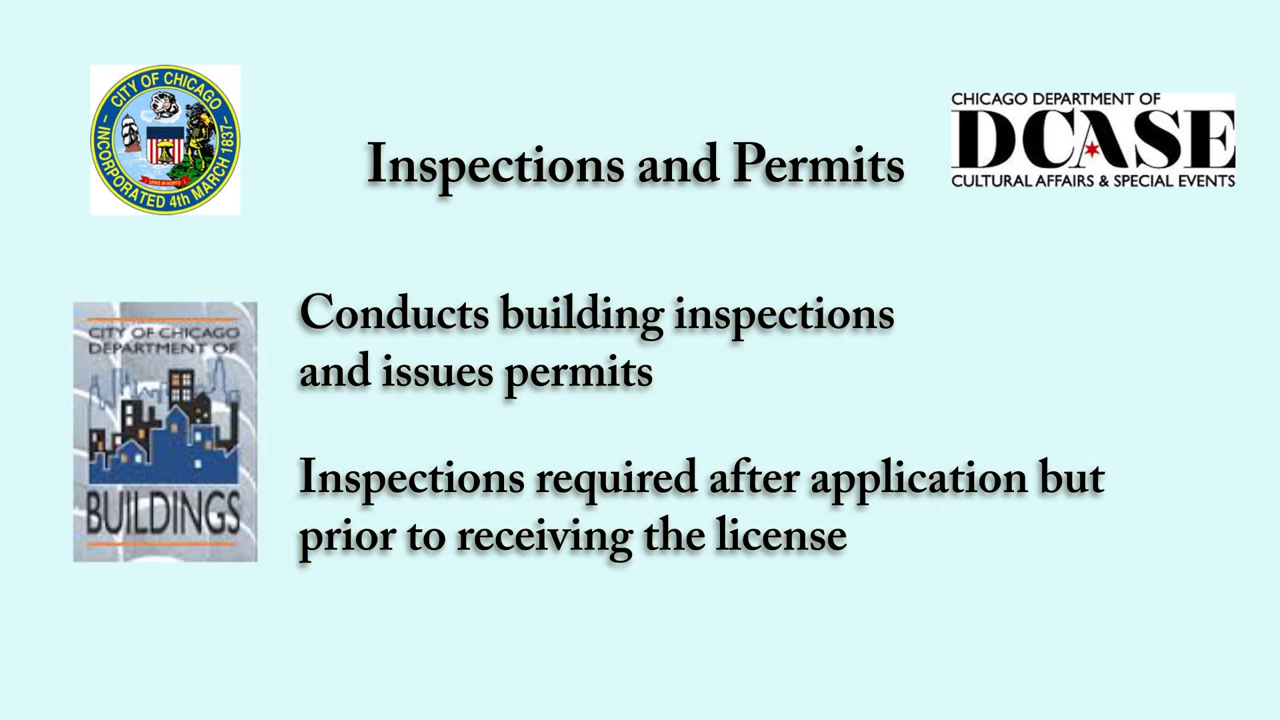 CITY OF CHICAGO
- INCORPORATED 4th MARCH 1837 -
Inspections and Permits
CHICAGO DEPARTMENT OF
DCASE
CULTURAL AFFAIRS & SPECIAL EVENTS
CITY OF CHICAGO
DEPARTMENT OF
BUILDINGS
Conducts building inspections
and issues permits
Inspections required after application but
prior to receiving the license